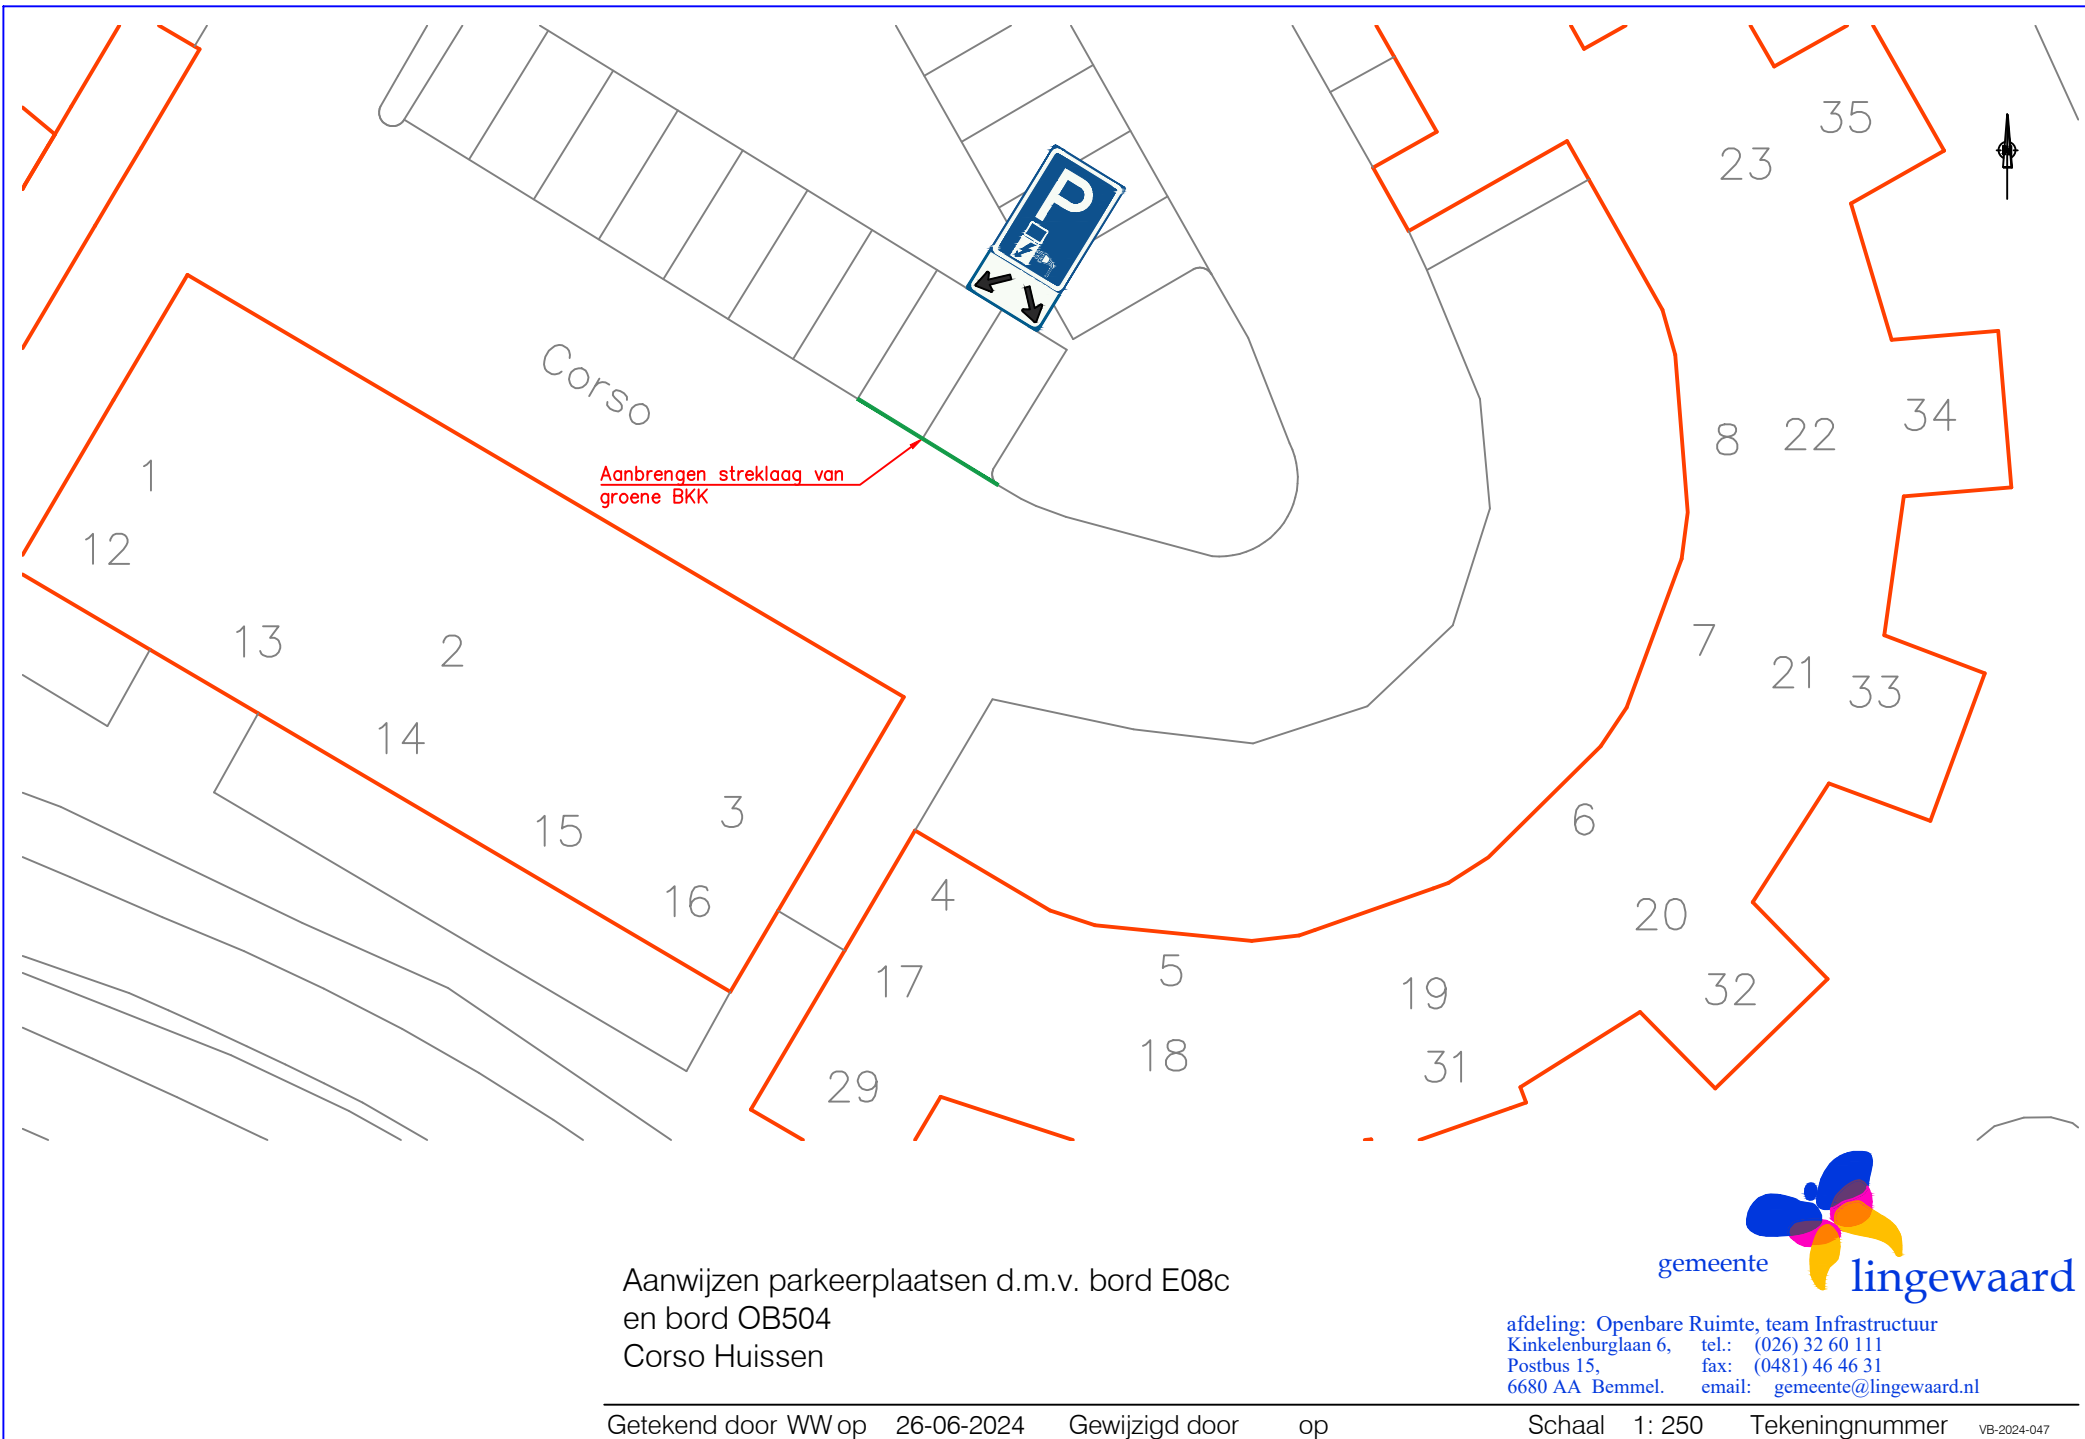 35
23
P
Corso
34
8
22
Aanbrengen streklaag van
groene BKK
1
12
13
2
7
21
33
14
15
3
6
16
4
20
17
5
19
32
18
31
29
gemeente
lingewaard
Aanwijzen parkeerplaatsen d.m.v. bord E08c
en bord OB504
Corso Huissen
afdeling: Openbare Ruimte, team Infrastructuur
Kinkelenburglaan 6, tel.: (026) 32 60 111
Postbus 15, fax: (0481) 46 46 31
6680 AA Bemmel. email: gemeente@lingewaard.nl
Getekend door WW op 26-06-2024 Gewijzigd door op Schaal 1: 250 Tekeningnummer VB-2024-047